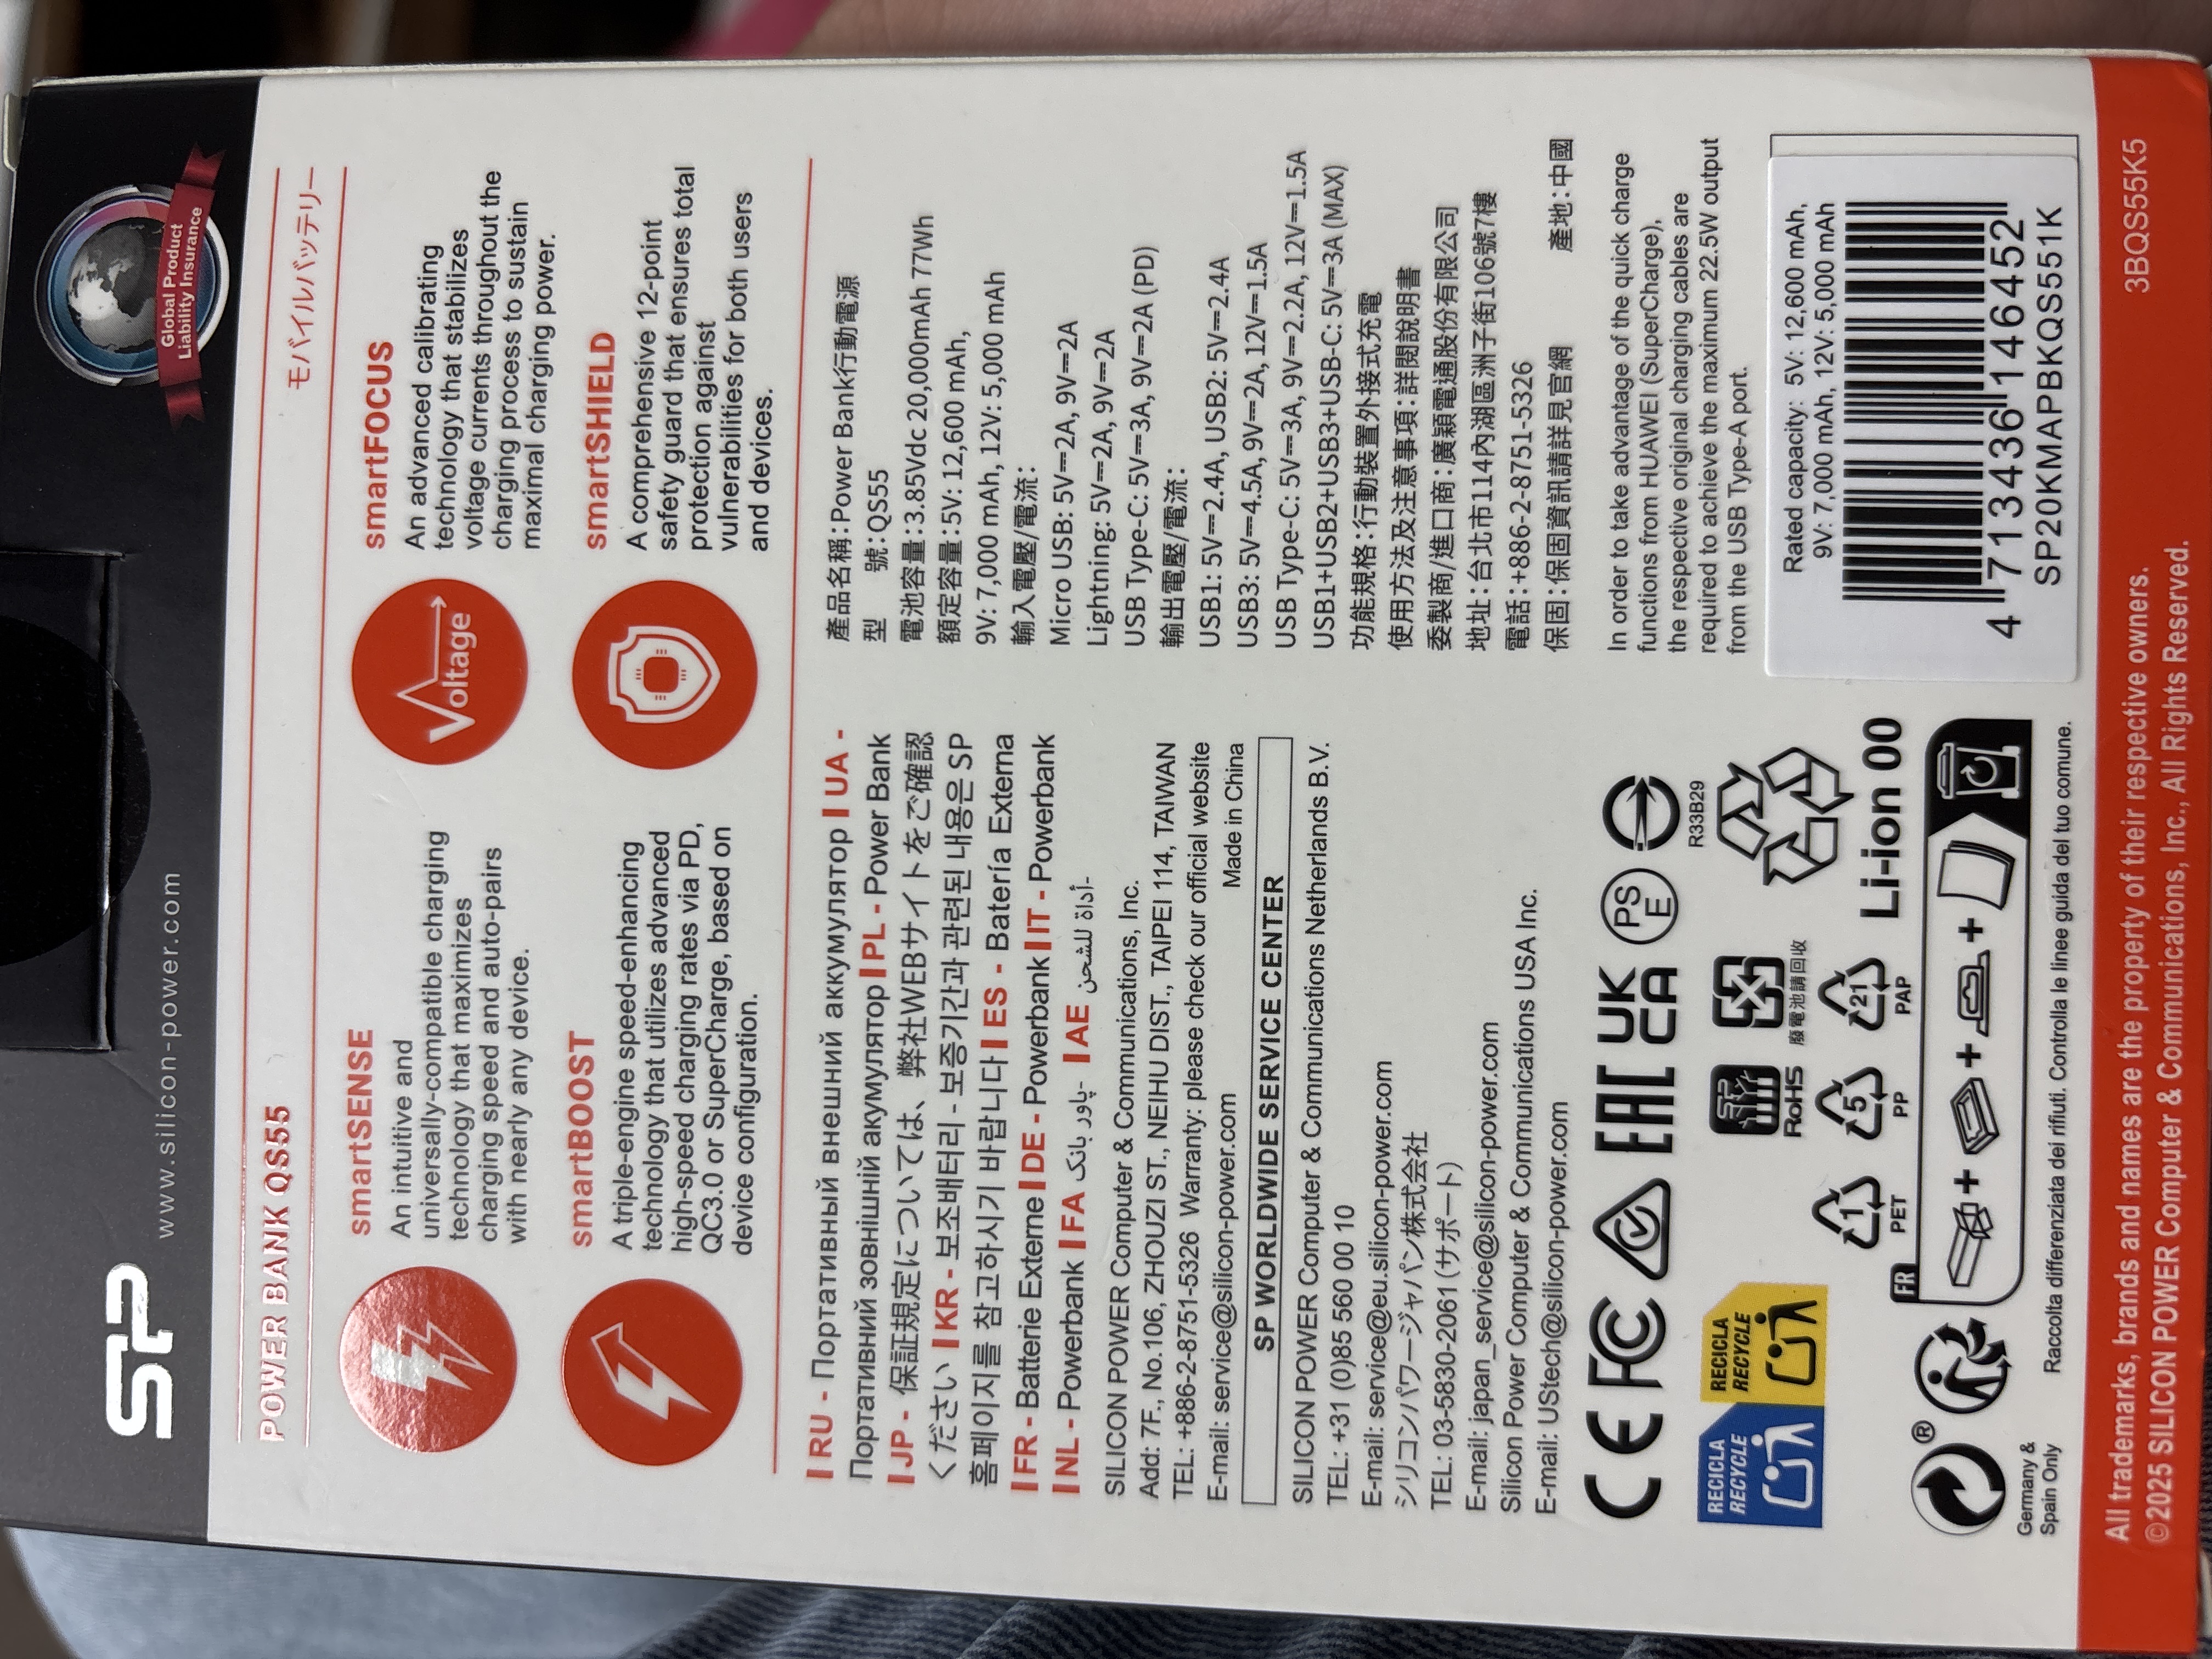 SP
www.silicon-power.com
Global Product
Liability Insurance
POWER BANK QS55
モバイルバッテリー
smartSENSE
An intuitive and
universally-compatible charging
technology that maximizes
charging speed and auto-pairs
with nearly any device.
Voltage
smartFOCUS
An advanced calibrating
technology that stabilizes
voltage currents throughout the
charging process to sustain
maximal charging power.
smartBOOST
A triple-engine speed-enhancing
technology that utilizes advanced
high-speed charging rates via PD,
QC3.0 or SuperCharge, based on
device configuration.
smartSHIELD
A comprehensive 12-point
safety guard that ensures total
protection against
vulnerabilities for both users
and devices.
| RU - Портативный внешний аккумулятор | UA -
Портативний зовнішній акумулятор | PL - Power Bank
| JP - 保証規定については、弊社WEBサイトをご確認
ください | KR - 보조배터리 - 보증기간과 관련된 내용은 SP
홈페이지를 참고하시기 바랍니다 | ES - Batería Externa
| FR - Batterie Externe | DE - Powerbank | IT - Powerbank
| NL - Powerbank | FA پاور بانک- | AE أداة للشحن-
SILICON POWER Computer & Communications, Inc.
Add: 7F., No.106, ZHOUZI ST., NEIHU DIST., TAIPEI 114, TAIWAN
TEL: +886-2-8751-5326 Warranty: please check our official website
E-mail: service@silicon-power.com Made in China
SP WORLDWIDE SERVICE CENTER
SILICON POWER Computer & Communications Netherlands B.V.
TEL: +31 (0)85 560 00 10
E-mail: service@eu.silicon-power.com
シリコンパワージャパン株式会社
TEL: 03-5830-2061 (サポート)
E-mail: japan_service@silicon-power.com
Silicon Power Computer & Communications USA Inc.
E-mail: UStech@silicon-power.com
CE FC EAC UK CA PS E
R33B29
RECICLA
RECYCLE
RECICLA
RECYCLE
SP
RoHS
廢電池請回收
1
PET
5
PP
21
PAP
Li-ion 00
®
Germany &
Spain Only
FR
Raccolta differenziata dei rifiuti. Controlla le linee guida del tuo comune.
產品名稱：Power Bank行動電源
型 號：QS55
電池容量：3.85Vdc 20,000mAh 77Wh
額定容量：5V: 12,600 mAh,
9V: 7,000 mAh, 12V: 5,000 mAh
輸入電壓/電流：
Micro USB: 5V⎓2A, 9V⎓2A
Lightning: 5V⎓2A, 9V⎓2A
USB Type-C: 5V⎓3A, 9V⎓2A (PD)
輸出電壓/電流：
USB1: 5V⎓2.4A, USB2: 5V⎓2.4A
USB3: 5V⎓4.5A, 9V⎓2A, 12V⎓1.5A
USB Type-C: 5V⎓3A, 9V⎓2.2A, 12V⎓1.5A
USB1+USB2+USB3+USB-C: 5V⎓3A (MAX)
功能規格：行動裝置外接式充電
使用方法及注意事項：詳閱說明書
委製商/進口商：廣穎電通股份有限公司
地址：台北市114內湖區洲子街106號7樓
電話：+886-2-8751-5326
保固：保固資訊請詳見官網 產地：中國
In order to take advantage of the quick charge
functions from HUAWEI (SuperCharge),
the respective original charging cables are
required to achieve the maximum 22.5W output
from the USB Type-A port.
Rated capacity: 5V: 12,600 mAh,
9V: 7,000 mAh, 12V: 5,000 mAh
4 713436 146452
SP20KMAPBKQS551K
All trademarks, brands and names are the property of their respective owners.
©2025 SILICON POWER Computer & Communications, Inc., All Rights Reserved.
3BQS55K5